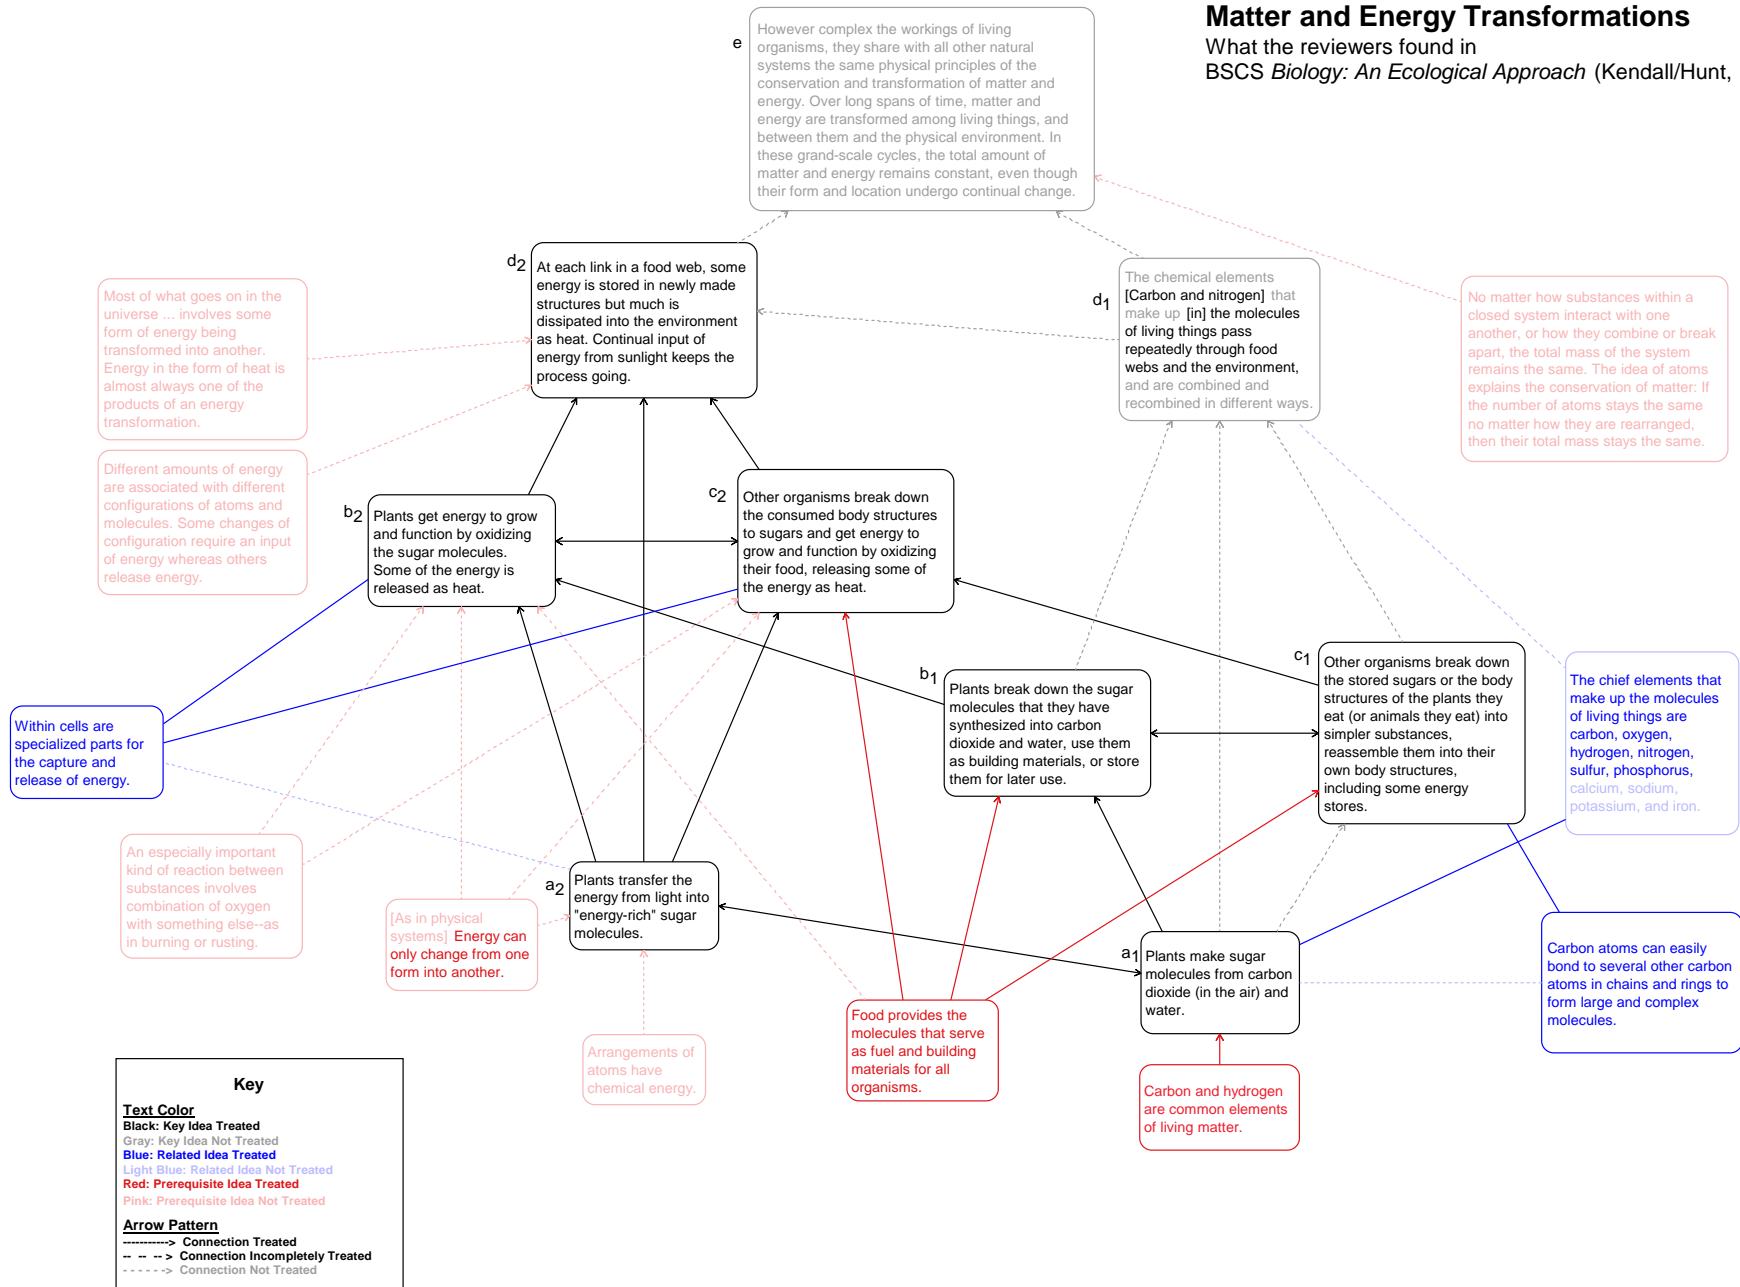 Matter and Energy Transformations
What the reviewers found in
BSCS Biology: An Ecological Approach (Kendall/Hunt,
e
However complex the workings of living
organisms, they share with all other natural
systems the same physical principles of the
conservation and transformation of matter and
energy. Over long spans of time, matter and
energy are transformed among living things, and
between them and the physical environment. In
these grand-scale cycles, the total amount of
matter and energy remains constant, even though
their form and location undergo continual change.
d2
At each link in a food web, some
energy is stored in newly made
structures but much is
dissipated into the environment
as heat. Continual input of
energy from sunlight keeps the
process going.
d1
The chemical elements
[Carbon and nitrogen] that
make up [in] the molecules
of living things pass
repeatedly through food
webs and the environment,
and are combined and
recombined in different ways.
Most of what goes on in the
universe ... involves some
form of energy being
transformed into another.
Energy in the form of heat is
almost always one of the
products of an energy
transformation.
No matter how substances within a
closed system interact with one
another, or how they combine or break
apart, the total mass of the system
remains the same. The idea of atoms
explains the conservation of matter: If
the number of atoms stays the same
no matter how they are rearranged,
then their total mass stays the same.
Different amounts of energy
are associated with different
configurations of atoms and
molecules. Some changes of
configuration require an input
of energy whereas others
release energy.
b2
Plants get energy to grow
and function by oxidizing
the sugar molecules.
Some of the energy is
released as heat.
c2
Other organisms break down
the consumed body structures
to sugars and get energy to
grow and function by oxidizing
their food, releasing some of
the energy as heat.
b1
Plants break down the sugar
molecules that they have
synthesized into carbon
dioxide and water, use them
as building materials, or store
them for later use.
c1
Other organisms break down
the stored sugars or the body
structures of the plants they
eat (or animals they eat) into
simpler substances,
reassemble them into their
own body structures,
including some energy
stores.
The chief elements that
make up the molecules
of living things are
carbon, oxygen,
hydrogen, nitrogen,
sulfur, phosphorus,
calcium, sodium,
potassium, and iron.
Within cells are
specialized parts for
the capture and
release of energy.
An especially important
kind of reaction between
substances involves
combination of oxygen
with something else--as
in burning or rusting.
[As in physical
systems] Energy can
only change from one
form into another.
a2
Plants transfer the
energy from light into
"energy-rich" sugar
molecules.
a1
Plants make sugar
molecules from carbon
dioxide (in the air) and
water.
Carbon atoms can easily
bond to several other carbon
atoms in chains and rings to
form large and complex
molecules.
Arrangements of
atoms have
chemical energy.
Food provides the
molecules that serve
as fuel and building
materials for all
organisms.
Carbon and hydrogen
are common elements
of living matter.
Key
Text Color
Black: Key Idea Treated
Gray: Key Idea Not Treated
Blue: Related Idea Treated
Light Blue: Related Idea Not Treated
Red: Prerequisite Idea Treated
Pink: Prerequisite Idea Not Treated
Arrow Pattern
-----------> Connection Treated
-- -- -- > Connection Incompletely Treated
- - - - - -> Connection Not Treated